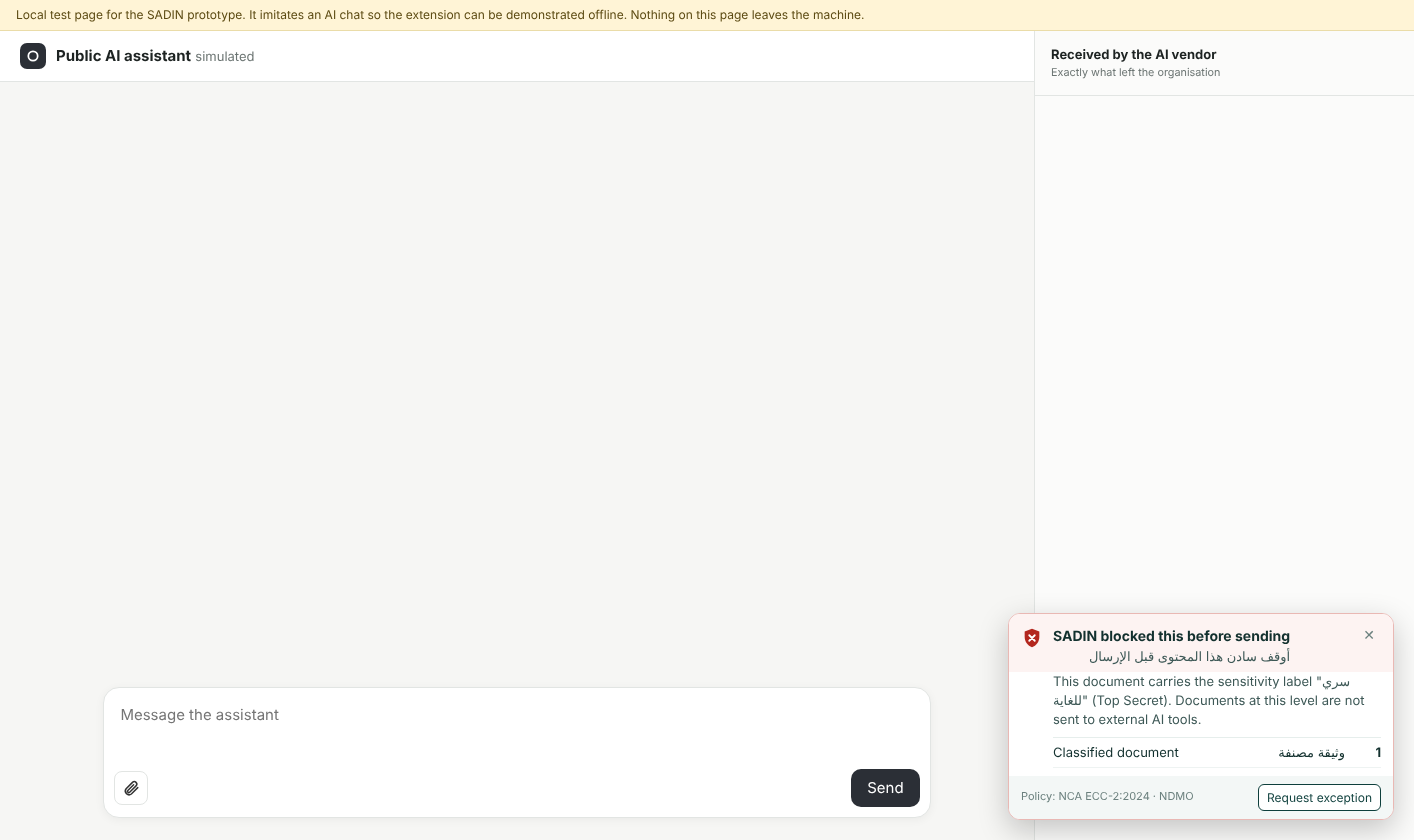 Local test page for the SADIN prototype. It imitates an AI chat so the extension can be demonstrated offline. Nothing on this page leaves the machine.
Public AI assistant simulated
Received by the AI vendor
Exactly what left the organisation
SADIN blocked this before sending
أوقف سادن هذا المحتوى قبل الإرسال
This document carries the sensitivity label "سري
للغاية" (Top Secret). Documents at this level are not
sent to external AI tools.
Classified document وثيقة مصنفة 1
Policy: NCA ECC-2:2024 · NDMO Request exception
Message the assistant
Send